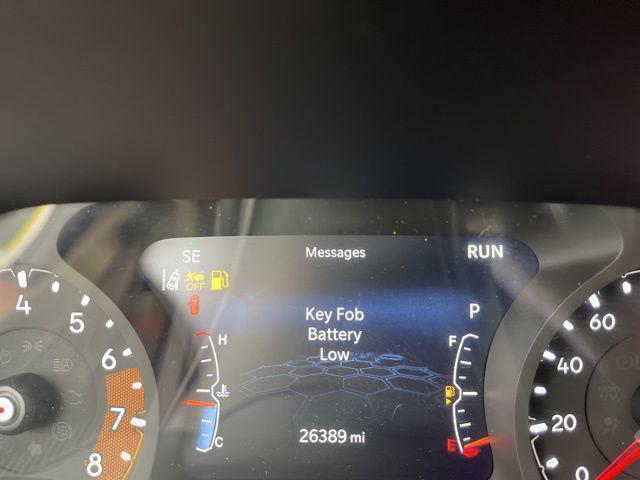 SE
Messages
RUN
OFF
Key Fob
Battery
Low
P
H
C
F
E
26389 mi
4
5
6
7
8
60
40
20
0